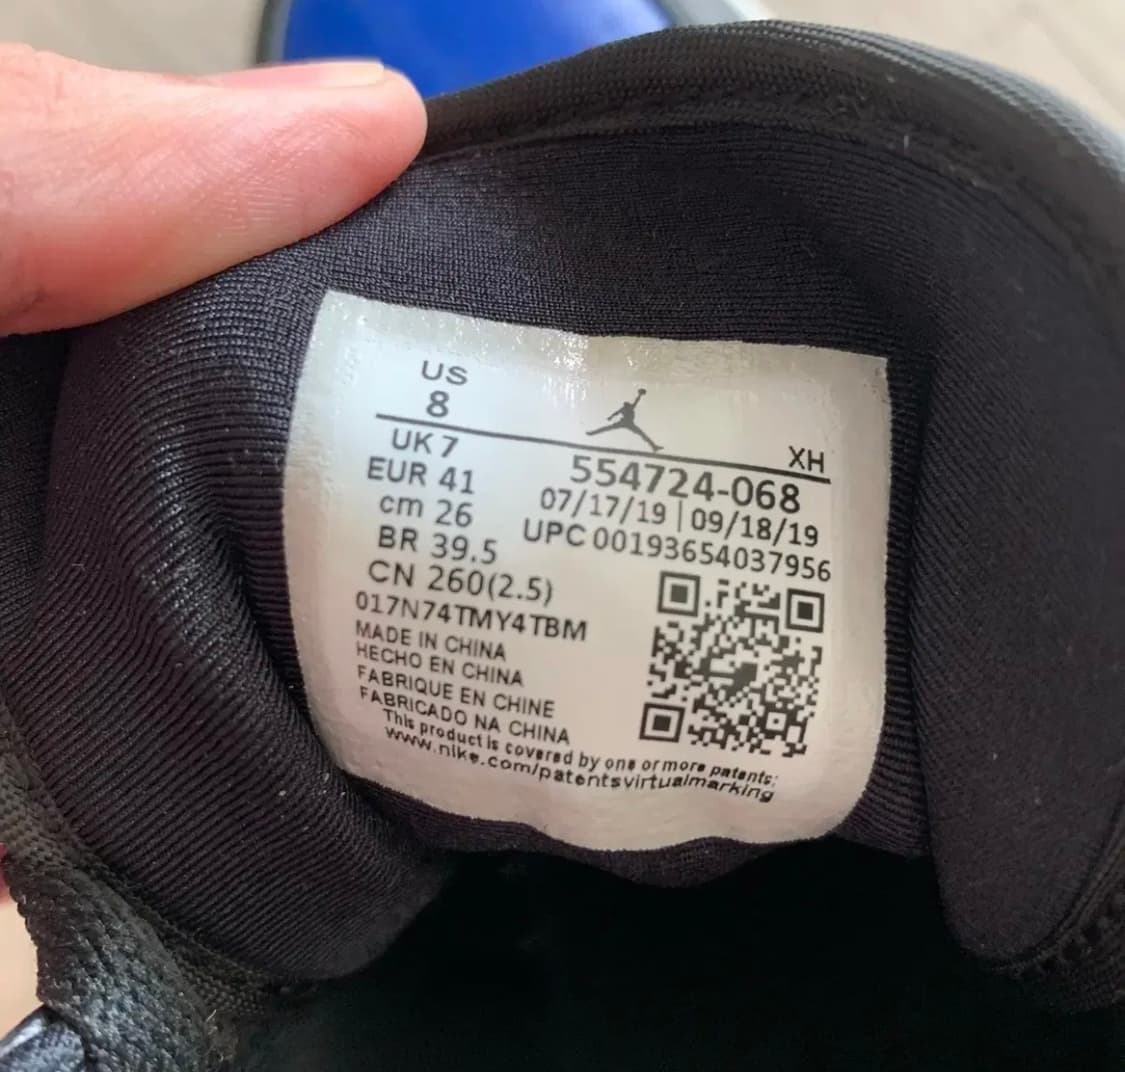 US
8
XH
UK 7
EUR 41
cm 26
BR 39.5
CN 260(2.5)
554724-068
07/17/19 | 09/18/19
UPC 00193654037956
017N74TMY4TBM
MADE IN CHINA
HECHO EN CHINA
FABRIQUE EN CHINE
FABRICADO NA CHINA
This product is covered by one or more patents:
www.nike.com/patentsvirtualmarking